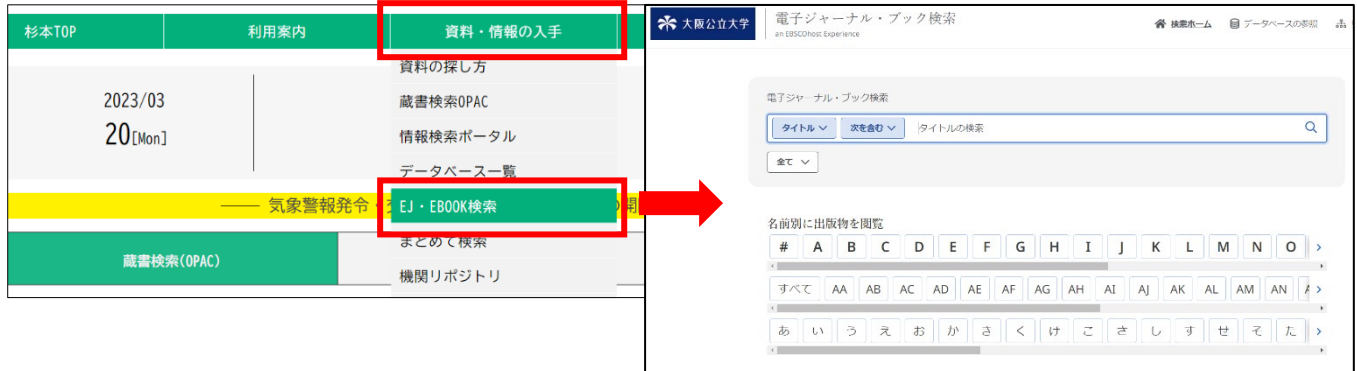 杉本TOP
利用案内
資料・情報の入手
2023/03
20[Mon]
資料の探し方
蔵書検索OPAC
情報検索ポータル
データベース一覧
—— 気象警報発令・
EJ・EBOOK検索
開
まとめて検索
機関リポジトリ
蔵書検索(OPAC)
大阪公立大学
電子ジャーナル・ブック検索
an EBSCOhost Experience
検索ホーム
データベースの参照
電子ジャーナル・ブック検索
タイトル 次を含む タイトルの検索
全て
名前別に出版物を閲覧
# A B C D E F G H I J K L M N O
すべて AA AB AC AD AE AF AG AH AI AJ AK AL AM AN
あ い う え お か き く け こ さ し す せ そ た